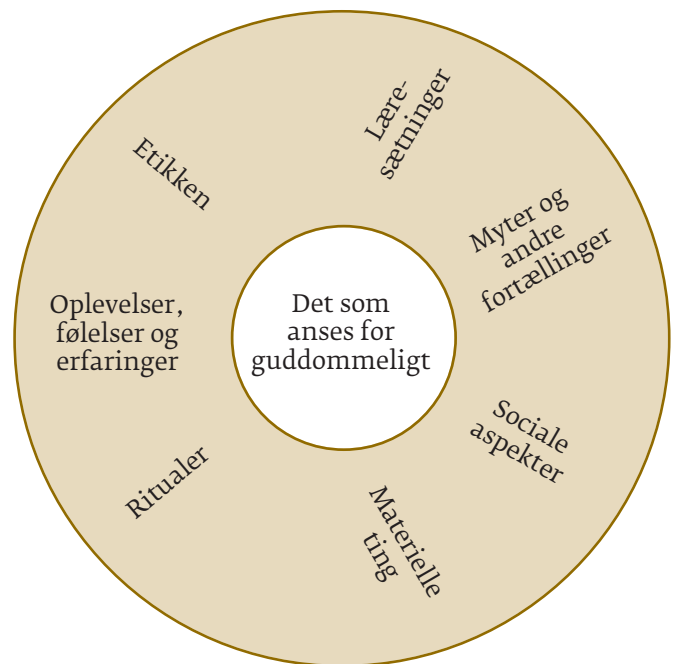 Lære-
sætninger
Myter og
andre
fortællinger
Sociale
aspekter
Materielle
ting
Ritualer
Oplevelser,
følelser og
erfaringer
Etikken
Det som
anses for
guddommeligt